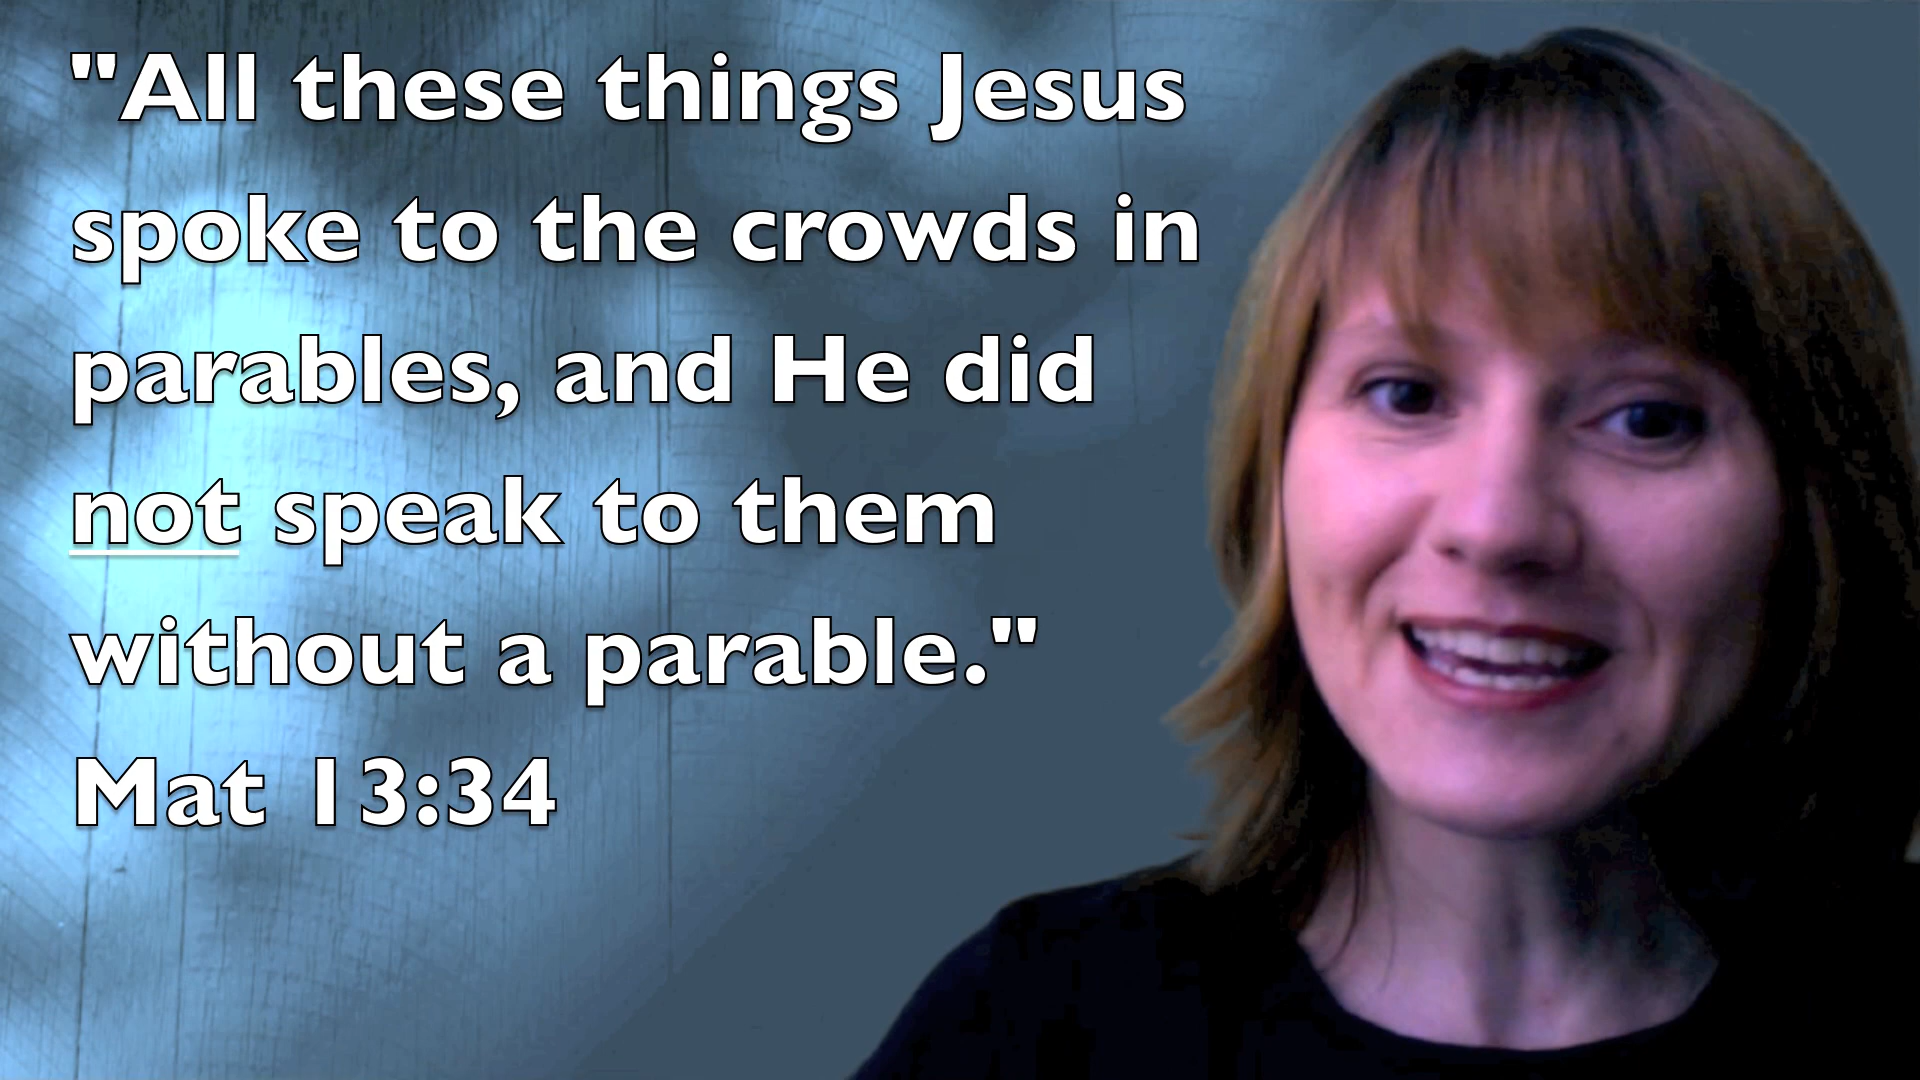 "All these things Jesus
spoke to the crowds in
parables, and He did
not speak to them
without a parable."
Mat 13:34